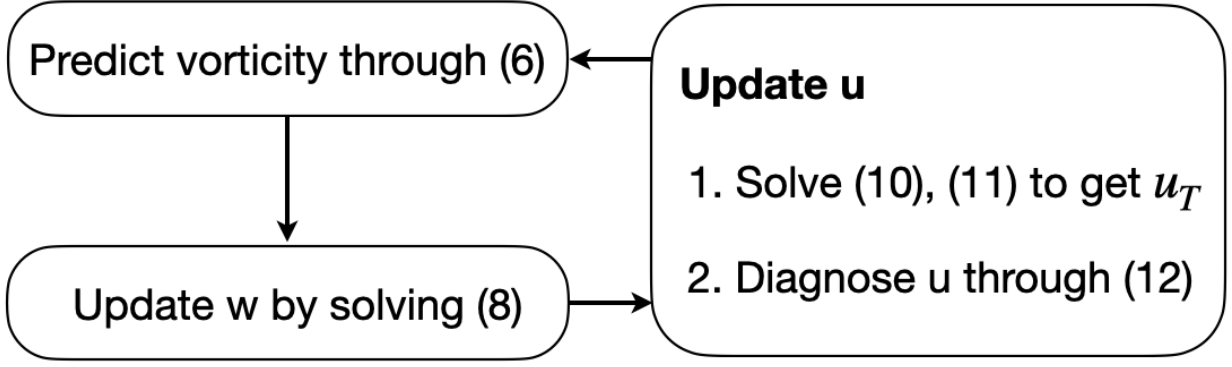 Predict vorticity through (6)
Update w by solving (8)
Update u
1. Solve (10), (11) to get u_T
2. Diagnose u through (12)